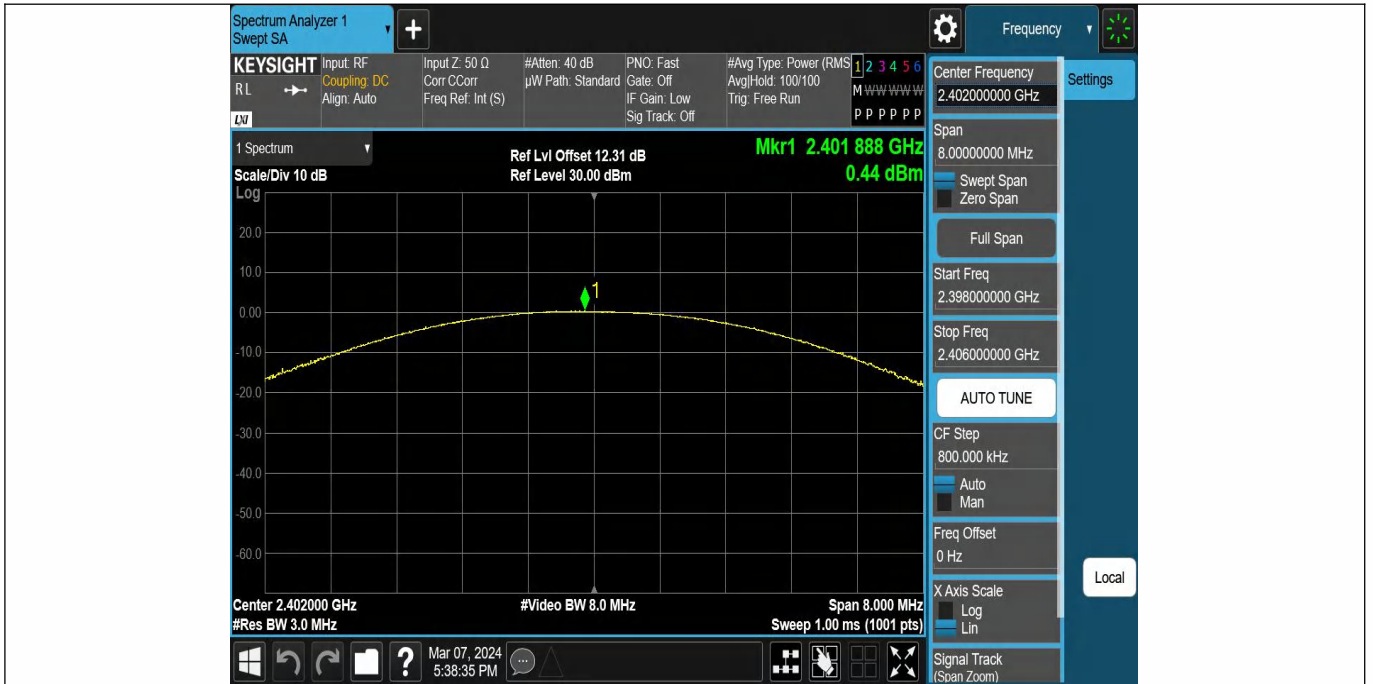 Spectrum Analyzer 1
Swept SA
+
Frequency
KEYSIGHT
RL
LXI
Input: RF
Coupling: DC
Align: Auto
Input Z: 50 Ω
Corr CCorr
Freq Ref: Int (S)
#Atten: 40 dB
µW Path: Standard
PNO: Fast
Gate: Off
IF Gain: Low
Sig Track: Off
#Avg Type: Power (RMS
Avg|Hold: 100/100
Trig: Free Run
1 2 3 4 5 6
M W W W W W
P P P P P P
1 Spectrum
Scale/Div 10 dB
Log
Ref Lvl Offset 12.31 dB
Ref Level 30.00 dBm
Mkr1 2.401 888 GHz
0.44 dBm
20.0
10.0
0.00
-10.0
-20.0
-30.0
-40.0
-50.0
-60.0
1
Center 2.402000 GHz
#Res BW 3.0 MHz
#Video BW 8.0 MHz
Span 8.000 MHz
Sweep 1.00 ms (1001 pts)
Center Frequency
2.402000000 GHz
Settings
Span
8.00000000 MHz
Swept Span
Zero Span
Full Span
Start Freq
2.398000000 GHz
Stop Freq
2.406000000 GHz
AUTO TUNE
CF Step
800.000 kHz
Auto
Man
Freq Offset
0 Hz
X Axis Scale
Log
Lin
Signal Track
(Span Zoom)
Local
?
Mar 07, 2024
5:38:35 PM